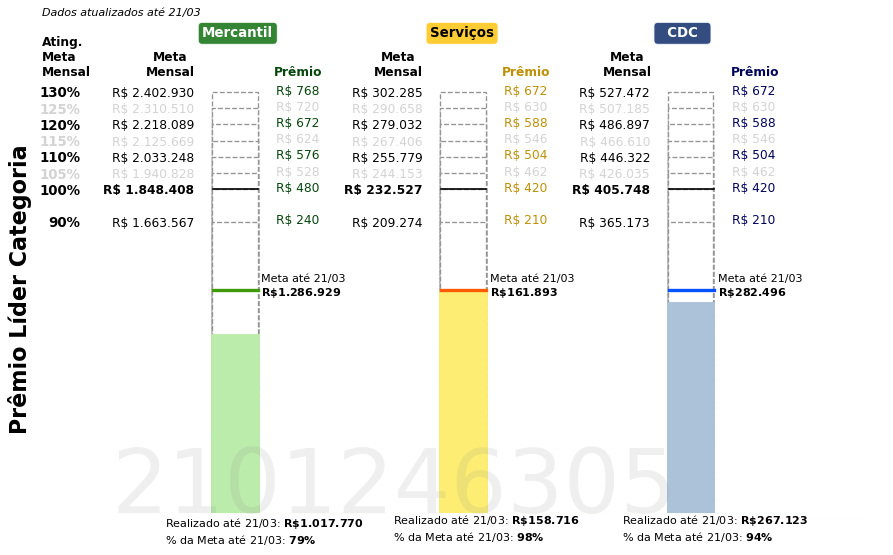 Dados atualizados até 21/03
Mercantil Serviços CDC
Ating. Meta Mensal
Meta Mensal Prêmio Meta Mensal Prêmio Meta Mensal Prêmio
130% R$ 2.402.930 R$ 768 R$ 302.285 R$ 672 R$ 527.472 R$ 672
125% R$ 2.310.510 R$ 720 R$ 290.658 R$ 630 R$ 507.185 R$ 630
120% R$ 2.218.089 R$ 672 R$ 279.032 R$ 588 R$ 486.897 R$ 588
115% R$ 2.125.669 R$ 624 R$ 267.406 R$ 546 R$ 466.610 R$ 546
110% R$ 2.033.248 R$ 576 R$ 255.779 R$ 504 R$ 446.322 R$ 504
105% R$ 1.940.828 R$ 528 R$ 244.153 R$ 462 R$ 426.035 R$ 462
100% R$ 1.848.408 R$ 480 R$ 232.527 R$ 420 R$ 405.748 R$ 420
90% R$ 1.663.567 R$ 240 R$ 209.274 R$ 210 R$ 365.173 R$ 210
Meta até 21/03 Meta até 21/03 Meta até 21/03
R$1.286.929 R$161.893 R$282.496
Prêmio Líder Categoria
2101246305
Realizado até 21/03: R$1.017.770 Realizado até 21/03: R$158.716 Realizado até 21/03: R$267.123
% da Meta até 21/03: 79% % da Meta até 21/03: 98% % da Meta até 21/03: 94%